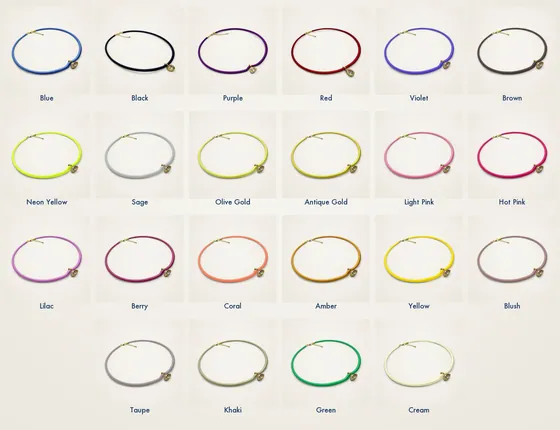 Blue
Black
Purple
Red
Violet
Brown
Neon Yellow
Sage
Olive Gold
Antique Gold
Light Pink
Hot Pink
Lilac
Berry
Coral
Amber
Yellow
Blush
Taupe
Khaki
Green
Cream